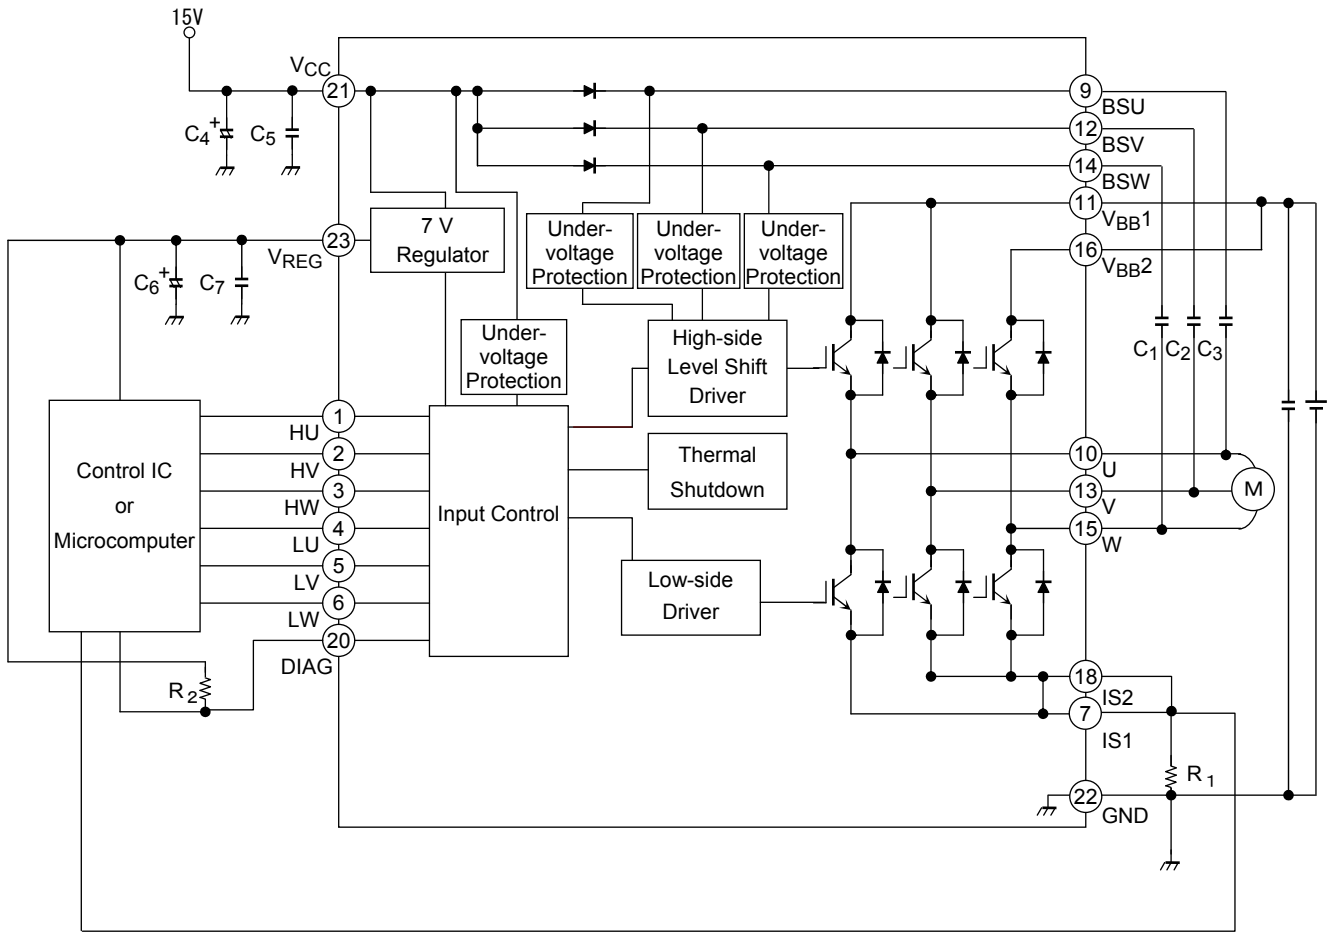 15V
VCC
21
9
BSU
C4
+
C5
12
BSV
14
BSW
11
VBB1
7 V
Regulator
23
VREG
Under-
voltage
Protection
Under-
voltage
Protection
Under-
voltage
Protection
16
VBB2
C6
+
C7
Under-
voltage
Protection
High-side
Level Shift
Driver
C1
C2
C3
Control IC
or
Microcomputer
1
HU
2
HV
3
HW
4
LU
5
LV
6
LW
20
DIAG
Input Control
Thermal
Shutdown
Low-side
Driver
10
U
13
V
15
W
M
R2
18
IS2
7
IS1
R1
22
GND